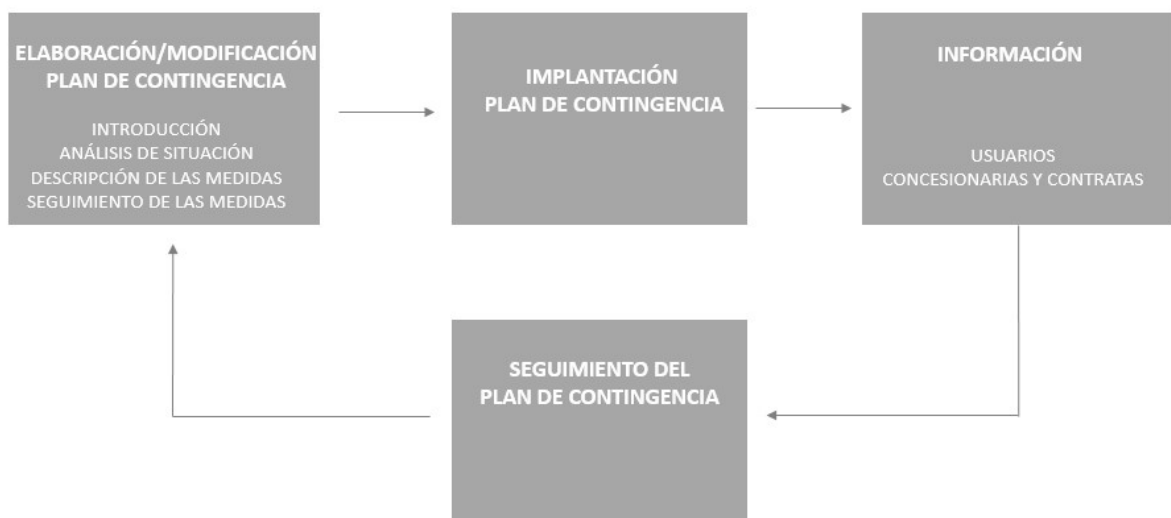 ELABORACIÓN/MODIFICACIÓN
PLAN DE CONTINGENCIA
INTRODUCCIÓN
ANÁLISIS DE SITUACIÓN
DESCRIPCIÓN DE LAS MEDIDAS
SEGUIMIENTO DE LAS MEDIDAS
IMPLANTACIÓN
PLAN DE CONTINGENCIA
INFORMACIÓN
USUARIOS
CONCESIONARIAS Y CONTRATAS
SEGUIMIENTO DEL
PLAN DE CONTINGENCIA